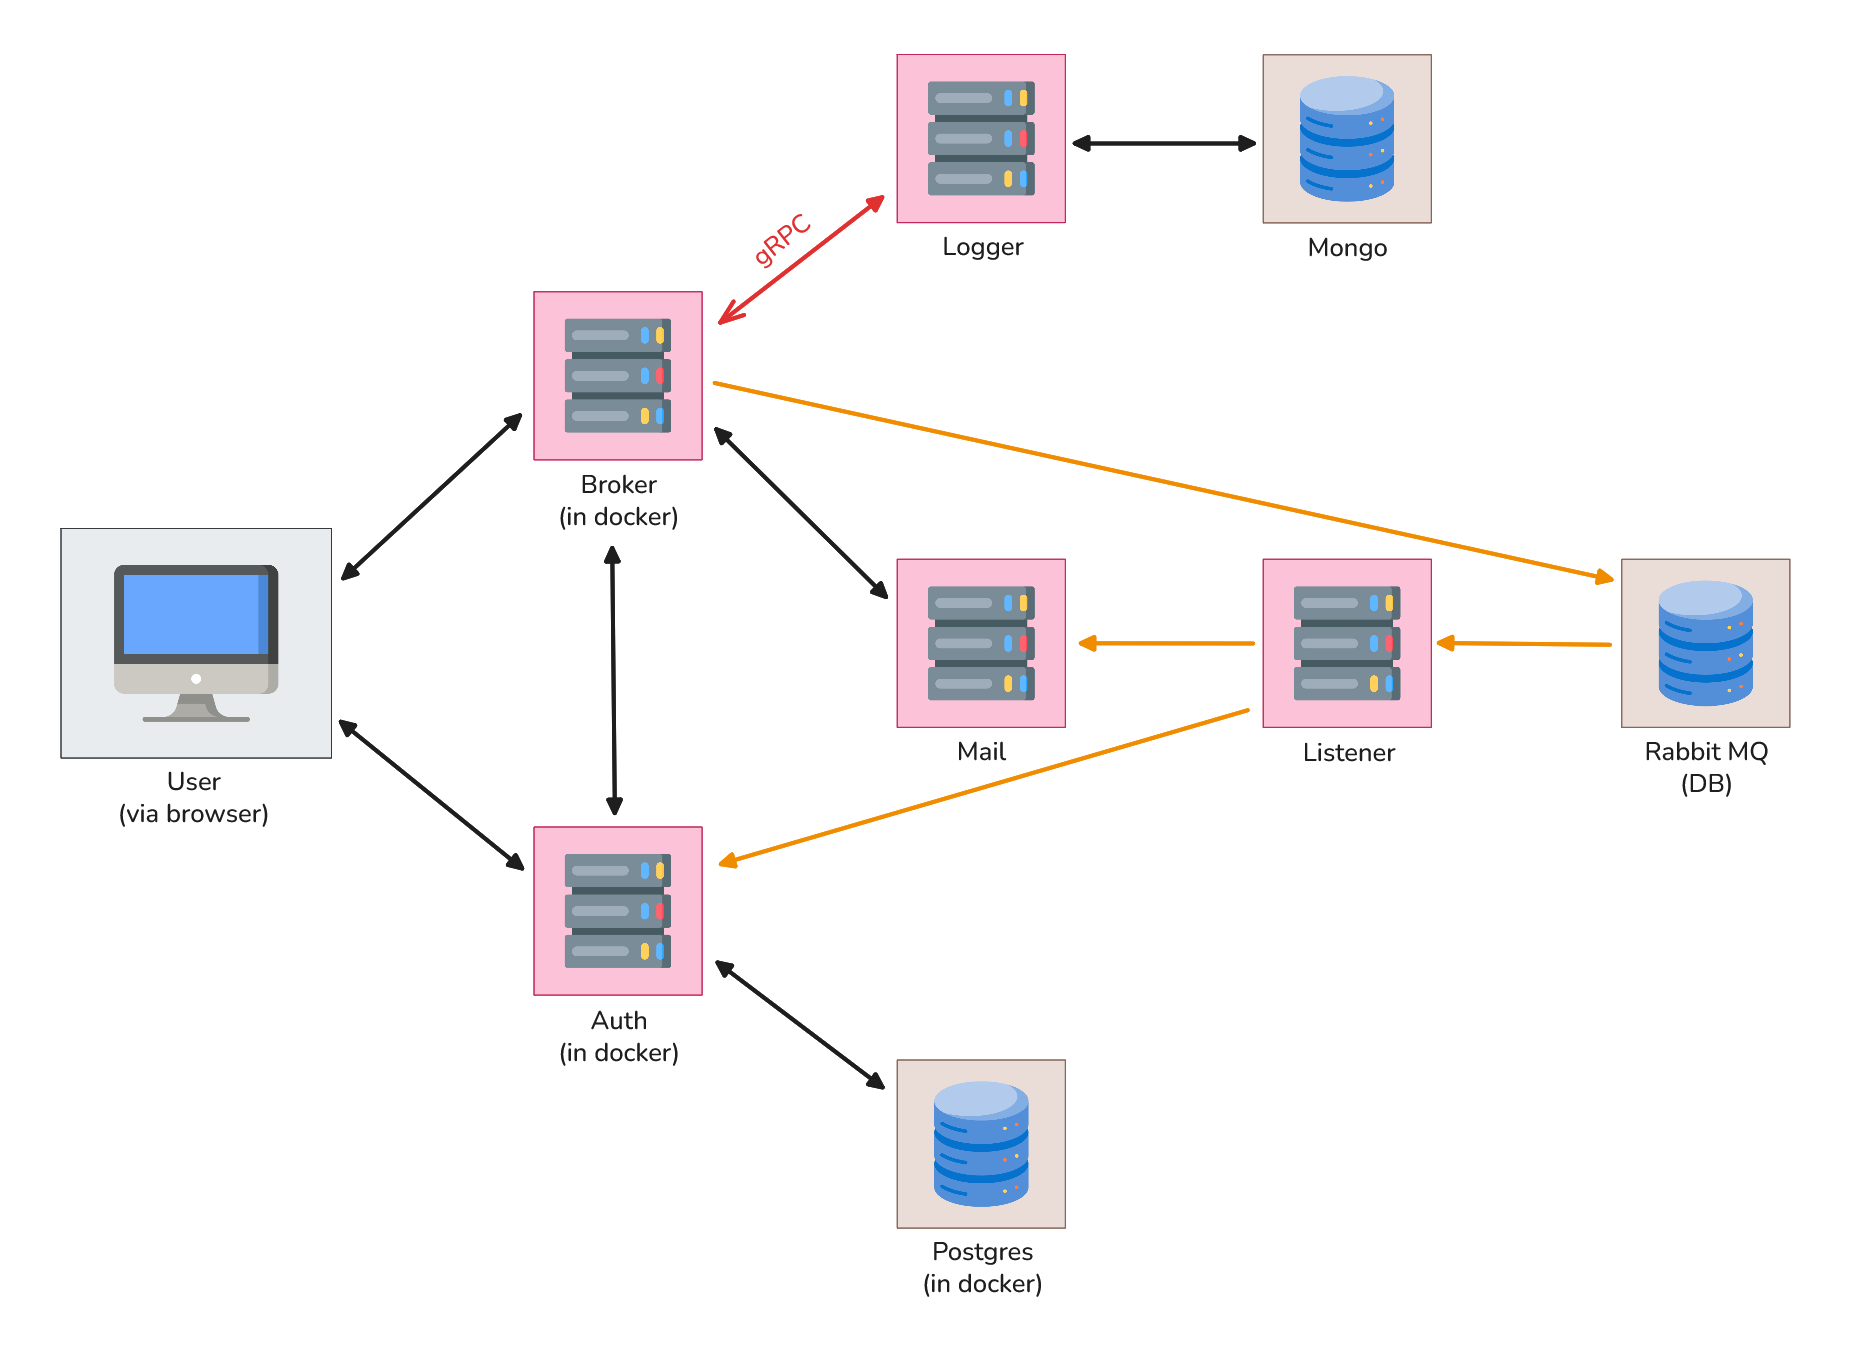 Logger
Mongo
gRPC
Broker
(in docker)
User
(via browser)
Mail
Listener
Rabbit MQ
(DB)
Auth
(in docker)
Postgres
(in docker)